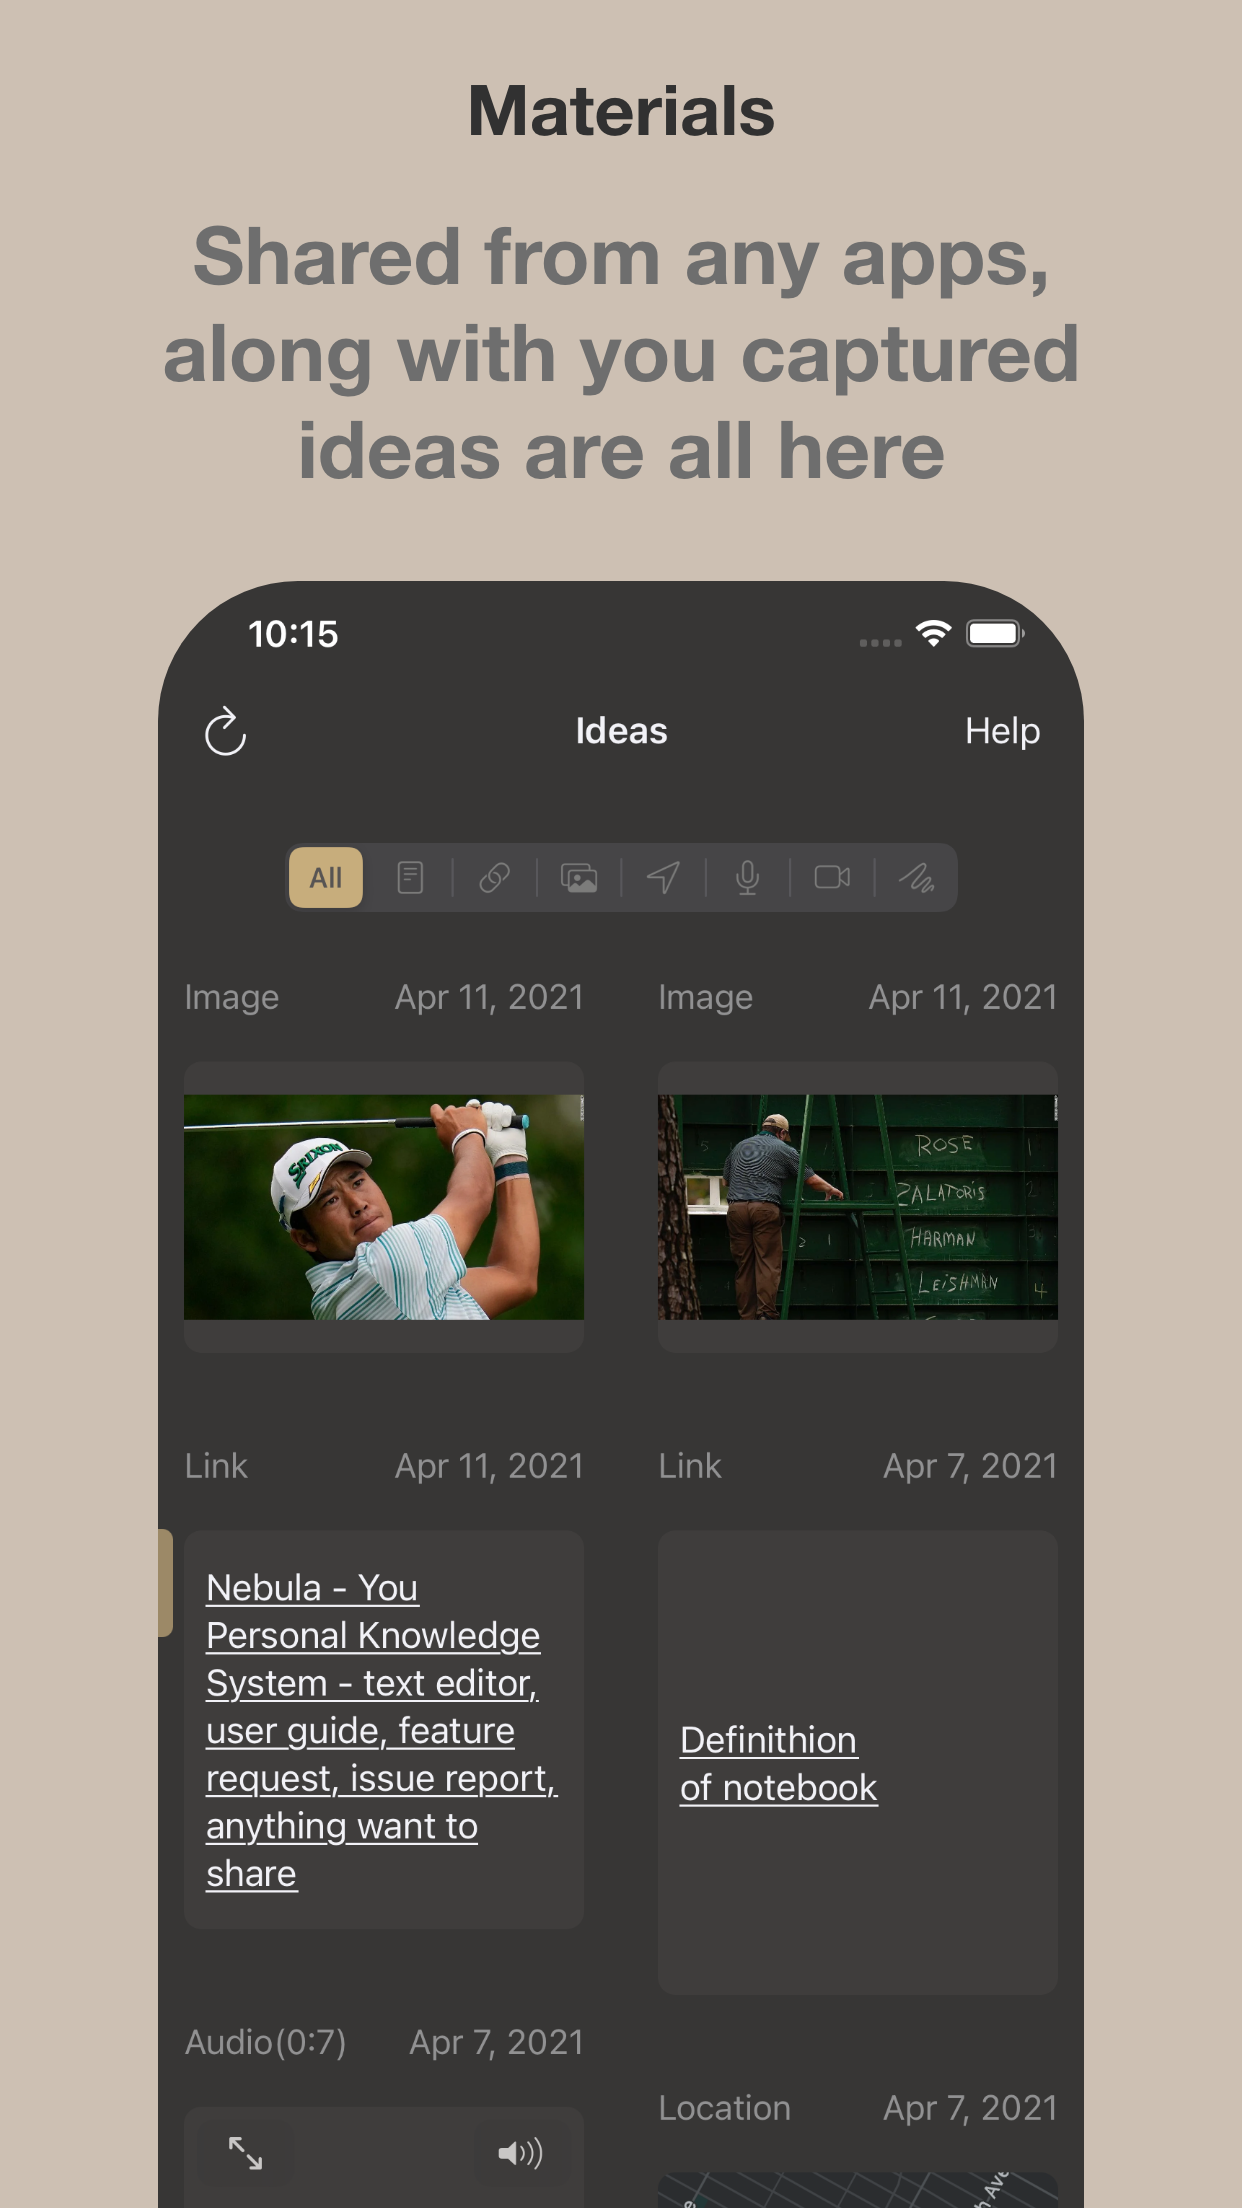 Materials
Shared from any apps,
along with you captured
ideas are all here
10:15
Ideas
Help
All
Image Apr 11, 2021
Image Apr 11, 2021
SRIXON
ROSE
ZALATORIS
HARMAN
LEISHMAN
Link Apr 11, 2021
Link Apr 7, 2021
Nebula - You
Personal Knowledge
System - text editor,
user guide, feature
request, issue report,
anything want to
share
Definithion
of notebook
Audio(0:7) Apr 7, 2021
Location Apr 7, 2021